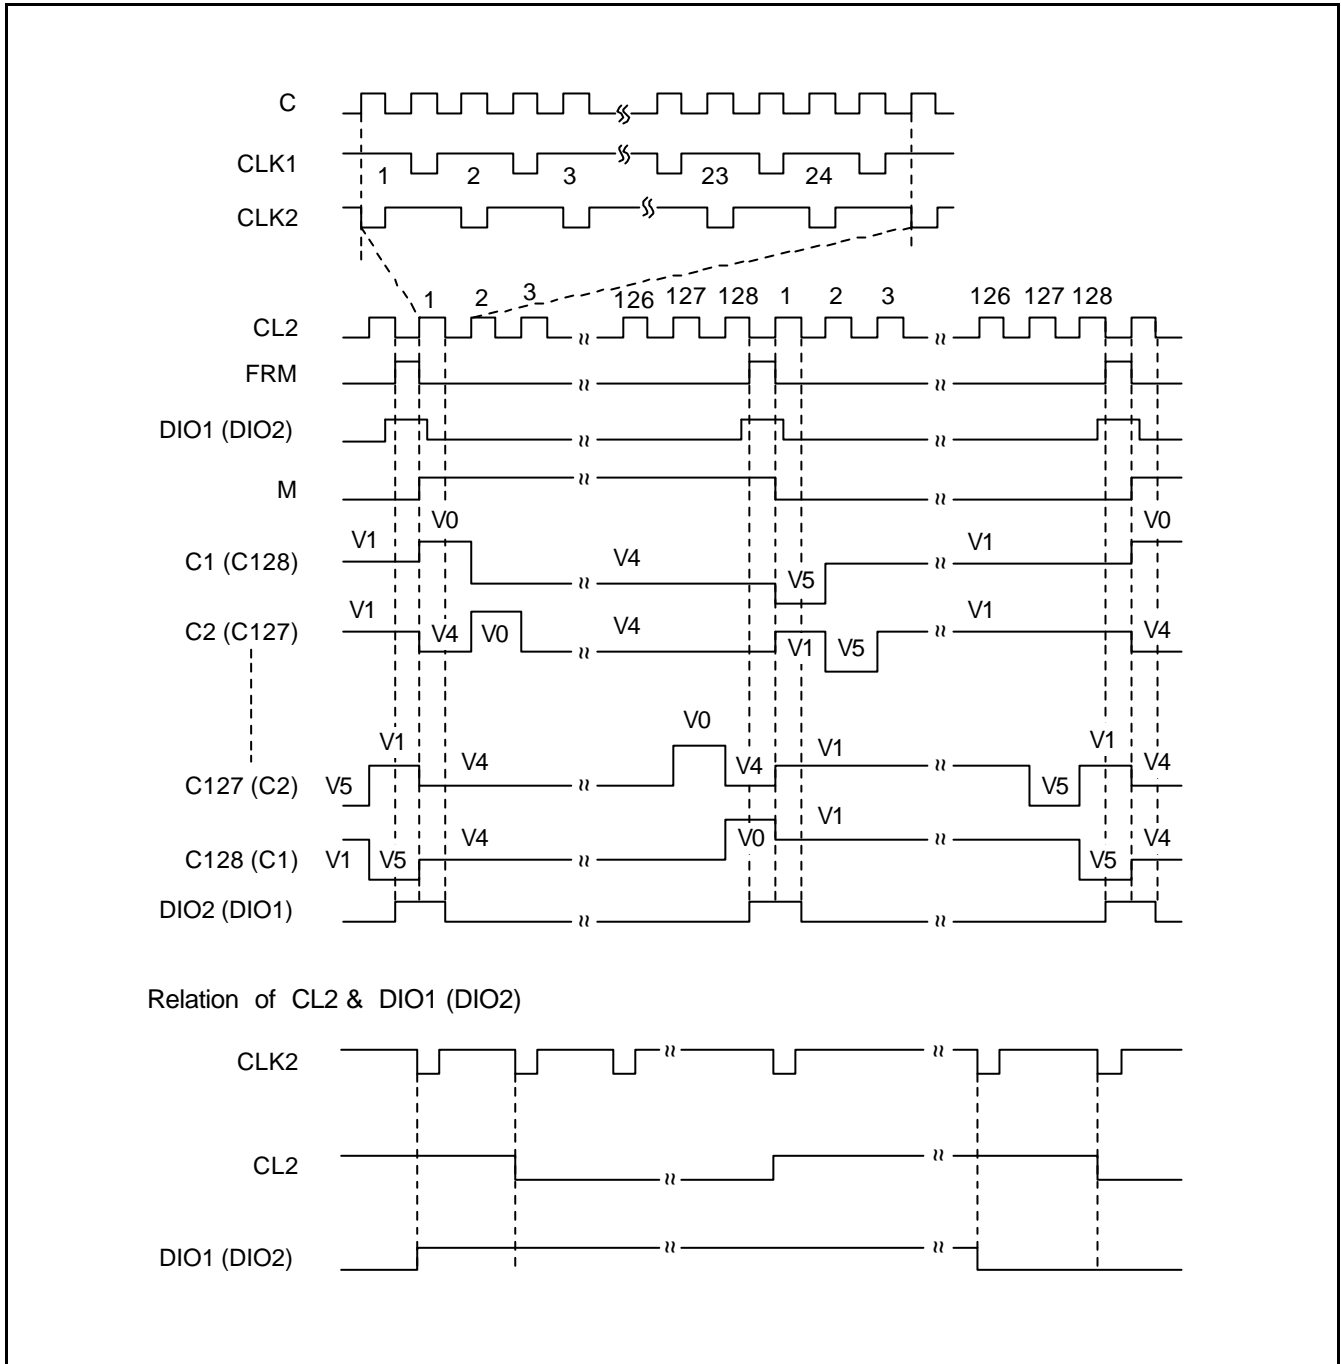 C
CLK1
1 2 3 23 24
CLK2
1 2 3 126 127 128 1 2 3 126 127 128
CL2
FRM
DIO1 (DIO2)
M
V0 V0
V1 V4 V1
C1 (C128) V5
V1 V4 V1
C2 (C127) V4 V0 V1 V5 V4
V0
V1 V4 V4 V1 V1 V4
C127 (C2) V5 V5
V4 V0 V1 V4
C128 (C1) V1 V5 V5
DIO2 (DIO1)
Relation of CL2 & DIO1 (DIO2)
CLK2
CL2
DIO1 (DIO2)